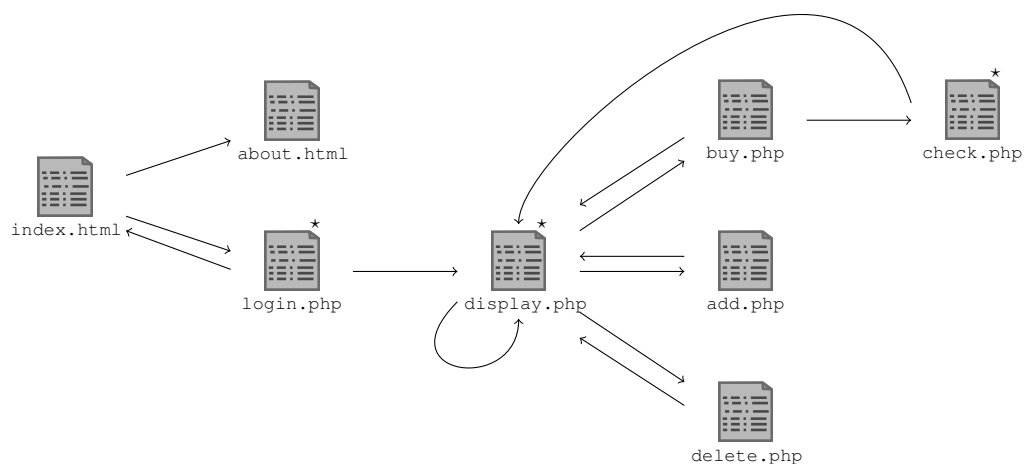 ⋆
about.html
buy.php
check.php
index.html
⋆
⋆
login.php
display.php
add.php
delete.php